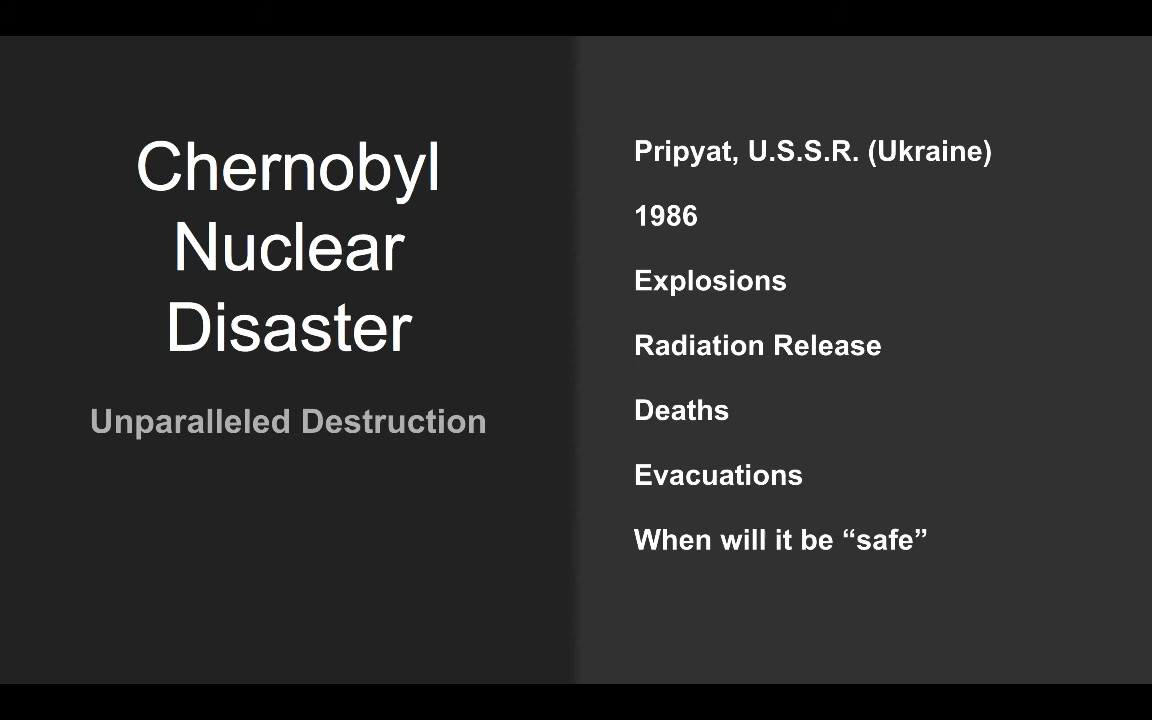 Chernobyl
Nuclear
Disaster
Unparalleled Destruction
Pripyat, U.S.S.R. (Ukraine)
1986
Explosions
Radiation Release
Deaths
Evacuations
When will it be “safe”